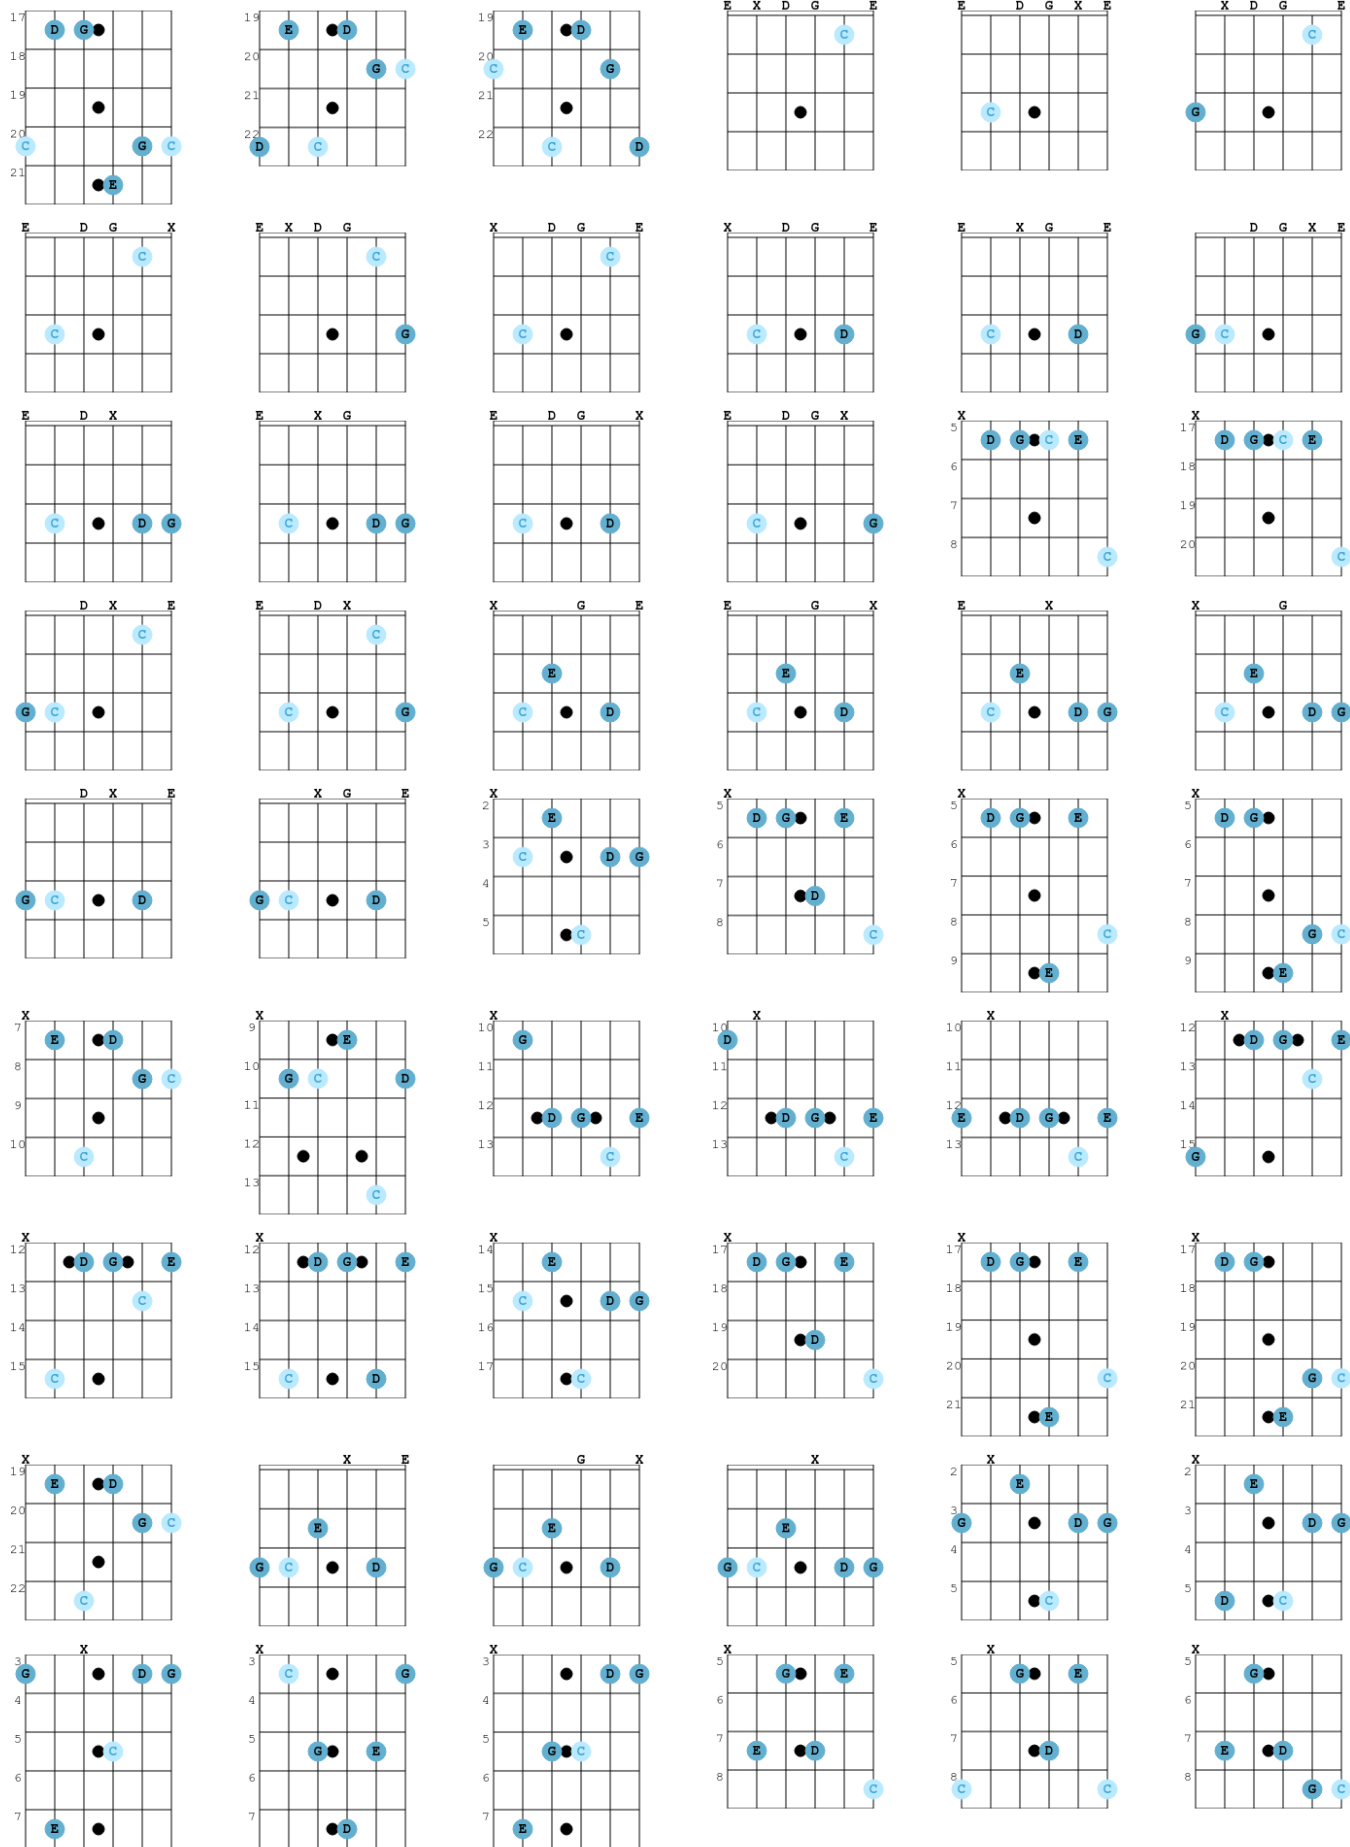 17 D G
18
19
20 C G C
21 E
19 E D
20 G C
21
22 D C
19 E D
20 C G
21
22 C D
E X D G E
C
E D G X E
C
X D G E
C
G
E D G X
C
C
E X D G
C
G
X D G E
C
C
X D G E
C D
E X G E
C D
D G X E
G C
E D X
C D G
E X G
C D G
E D G X
C D
E D G X
C G
X
5 D G C E
6
7
8 C
X
17 D G C E
18
19
20 C
D X E
C
G C
E D X
C
C G
X G E
E
C D
E G X
E
C D
E X
E
C D G
X G
E
C D G
D X E
G C D
X G E
G C D
X
2 E
3 C D G
4
5 C
X
5 D G E
6
7 D
8 C
X
5 D G E
6
7
8 C
9 E
X
5 D G
6
7
8 G C
9 E
X
7 E D
8 G C
9
10 C
X
9 E
10 G C D
11
12
13 C
X
10 G
11
12 D G E
13 C
X
10 D
11
12 D G E
13 C
X
10
11
12 E D G E
13 C
X
12 D G E
13 C
14
15 G
X
12 D G E
13 C
14
15 C
X
12 D G E
13
14
15 C D
X
14 E
15 C D G
16
17 C
X
17 D G E
18
19 D
20 C
X
17 D G E
18
19
20 C
21 E
X
17 D G
18
19
20 G C
21 E
X
19 E D
20 G C
21
22 C
X E
E
G C D
G X
E
G C D
X
E
G C D G
X
2 E
3 G D G
4
5 C
X
2 E
3 D G
4
5 D C
X
3 G D G
4
5 C
6
7 E
X
3 C G
4
5 G E
6
7 D
X
3 D G
4
5 G C
6
7 E
X
5 G E
6
7 E D
8 C
X
5 G E
6
7 D
8 C C
X
5 G
6
7 E D
8 G C